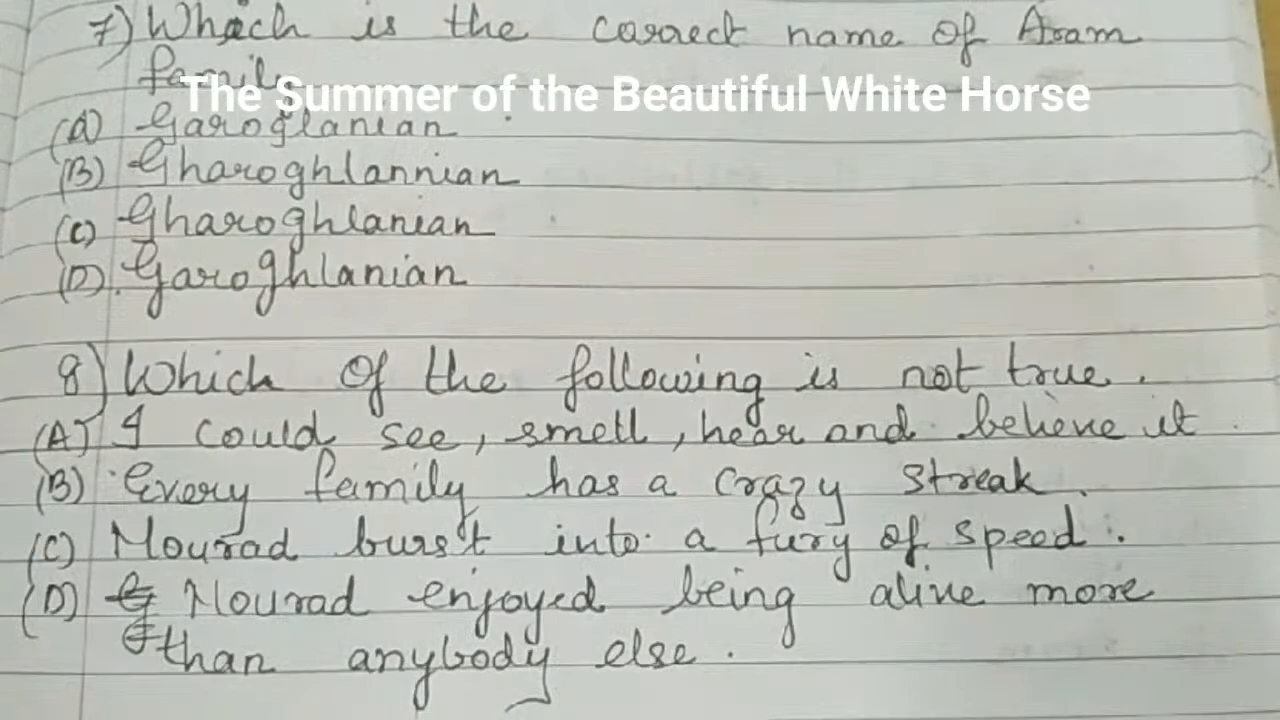 7) Which is the correct name of Aram
family
The Summer of the Beautiful White Horse
(A) Garoglanian
(B) Gharoghlannian
(C) Gharoghlanian
(D) Garoghlanian
8) Which of the following is not true.
(A) I could see, smell, hear and believe it.
(B) Every family has a crazy streak.
(C) Mourad burst into a fury of speed.
(D) Mourad enjoyed being alive more
than anybody else.